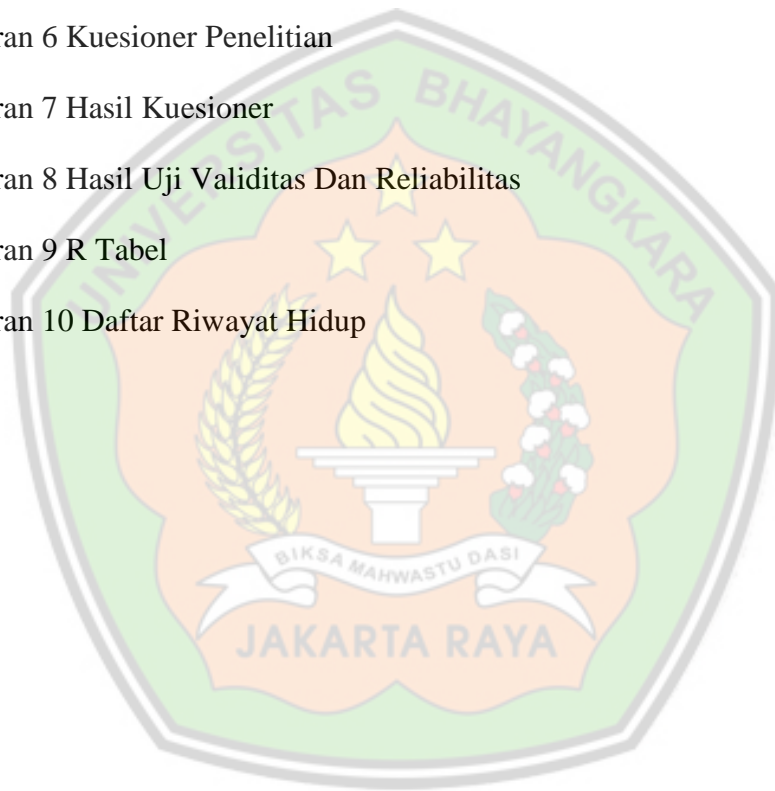 ran 6 Kuesioner Penelitian
ran 7 Hasil Kuesioner
ran 8 Hasil Uji Validitas Dan Reliabilitas
ran 9 R Tabel
ran 10 Daftar Riwayat Hidup
UNIVERSITAS BHAYANGKARA
BIKSA MAHWASTU DASI
JAKARTA RAYA